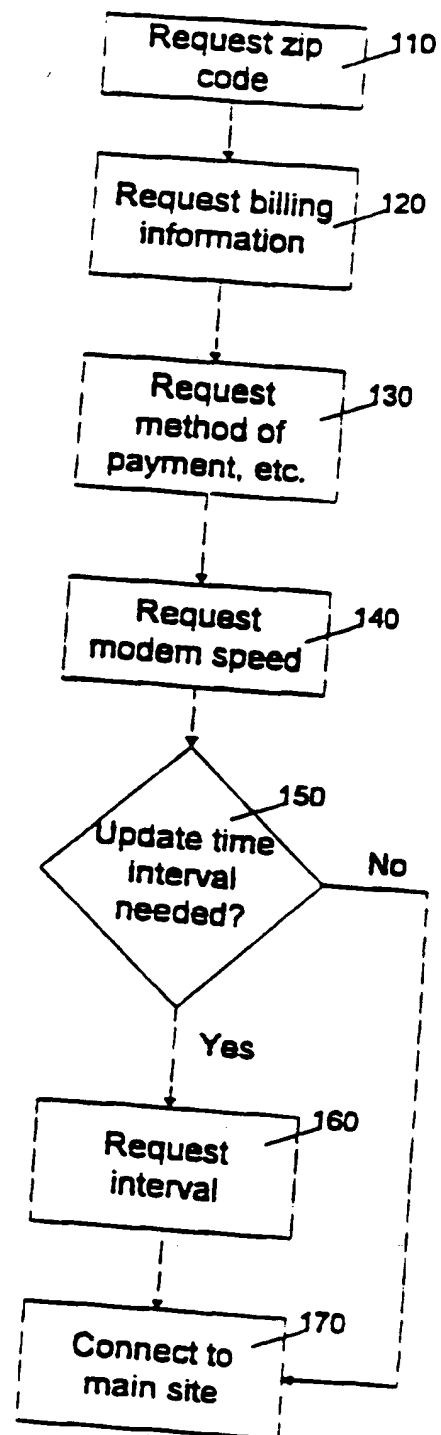 Request zip
code
110
Request billing
information
120
Request
method of
payment, etc.
130
Request
modem speed
140
150
Update time
interval
needed?
No
Yes
Request
interval
160
Connect to
main site
170